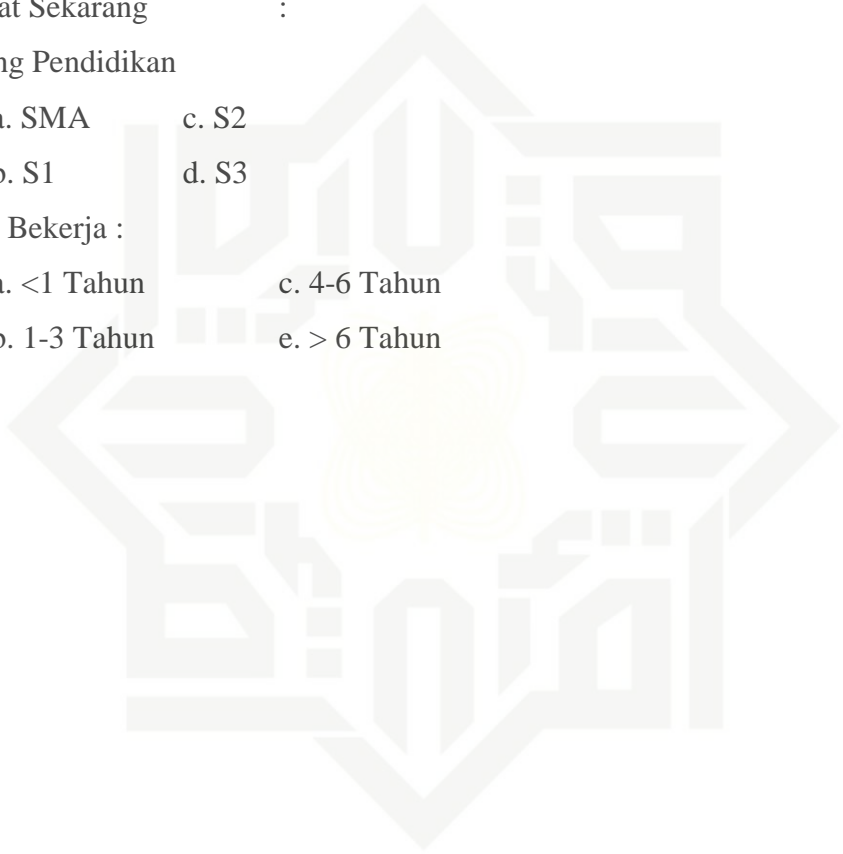 at Sekarang :
ng Pendidikan
a. SMA c. S2
b. S1 d. S3
Bekerja :
a. <1 Tahun c. 4-6 Tahun
b. 1-3 Tahun e. > 6 Tahun